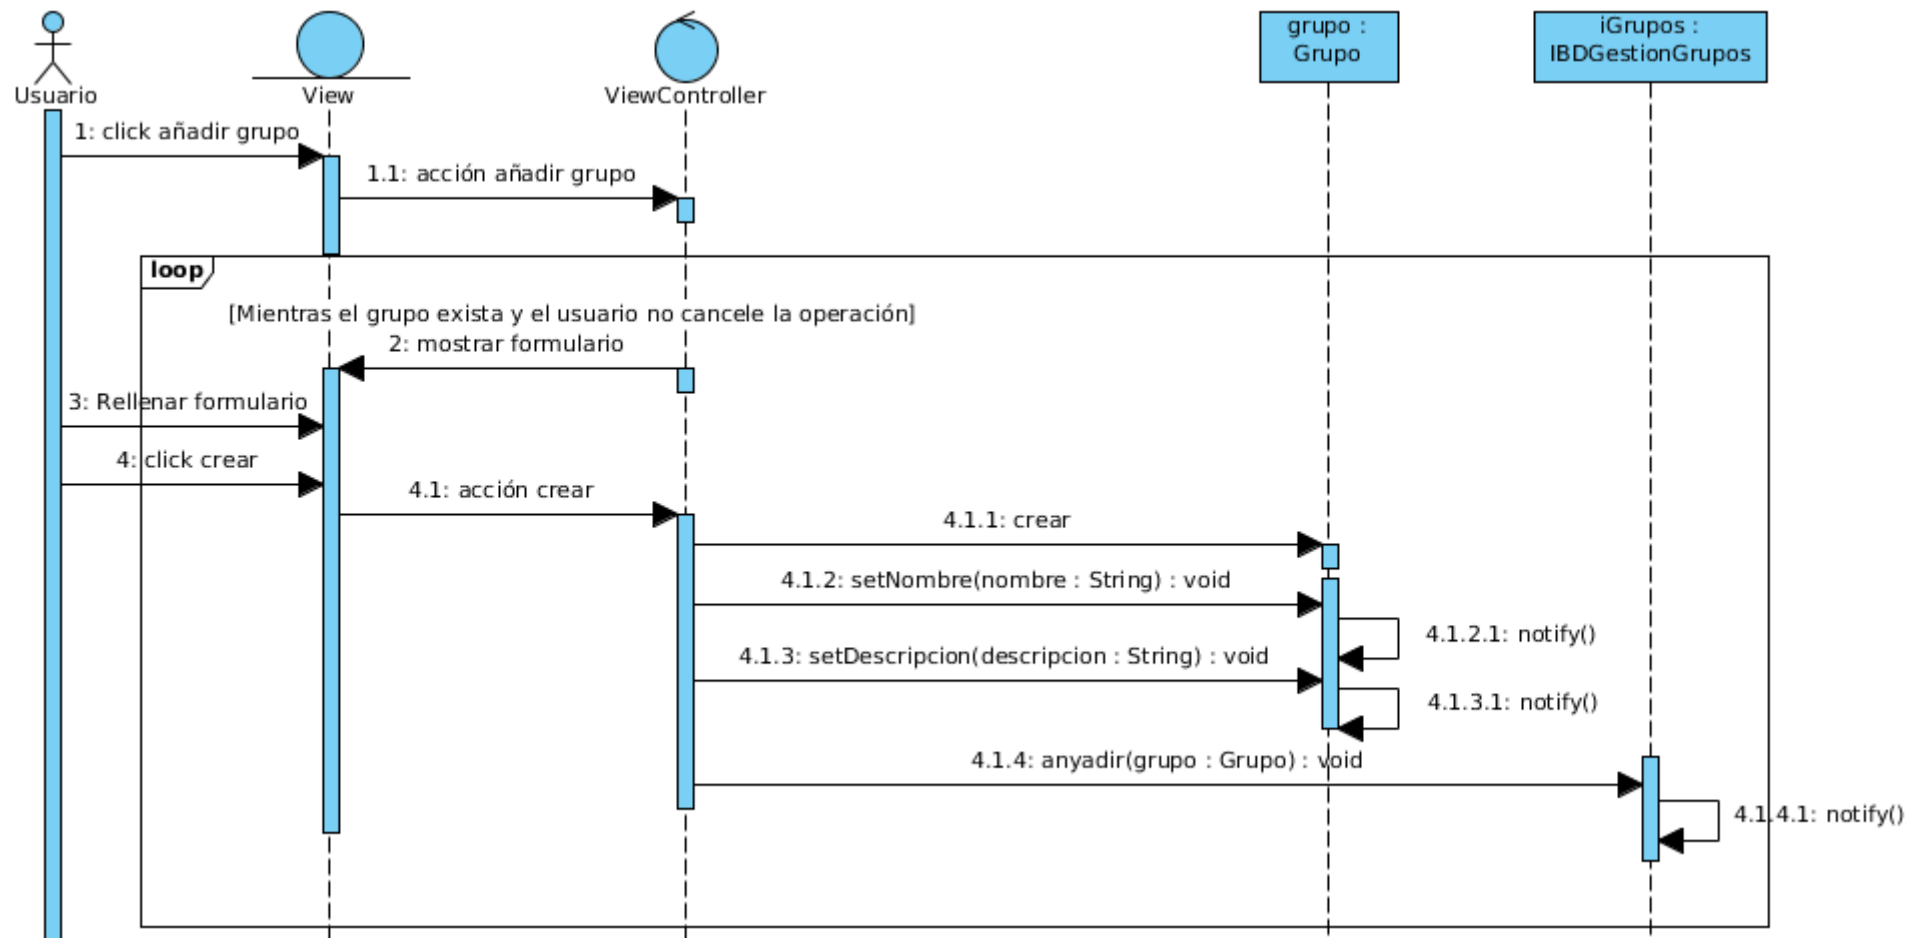 Usuario
View
ViewController
grupo :
Grupo
iGrupos :
IBDGestionGrupos
1: click añadir grupo
1.1: acción añadir grupo
loop
[Mientras el grupo exista y el usuario no cancele la operación]
2: mostrar formulario
3: Rellenar formulario
4: click crear
4.1: acción crear
4.1.1: crear
4.1.2: setNombre(nombre : String) : void
4.1.2.1: notify()
4.1.3: setDescripcion(descripcion : String) : void
4.1.3.1: notify()
4.1.4: anyadir(grupo : Grupo) : void
4.1.4.1: notify()